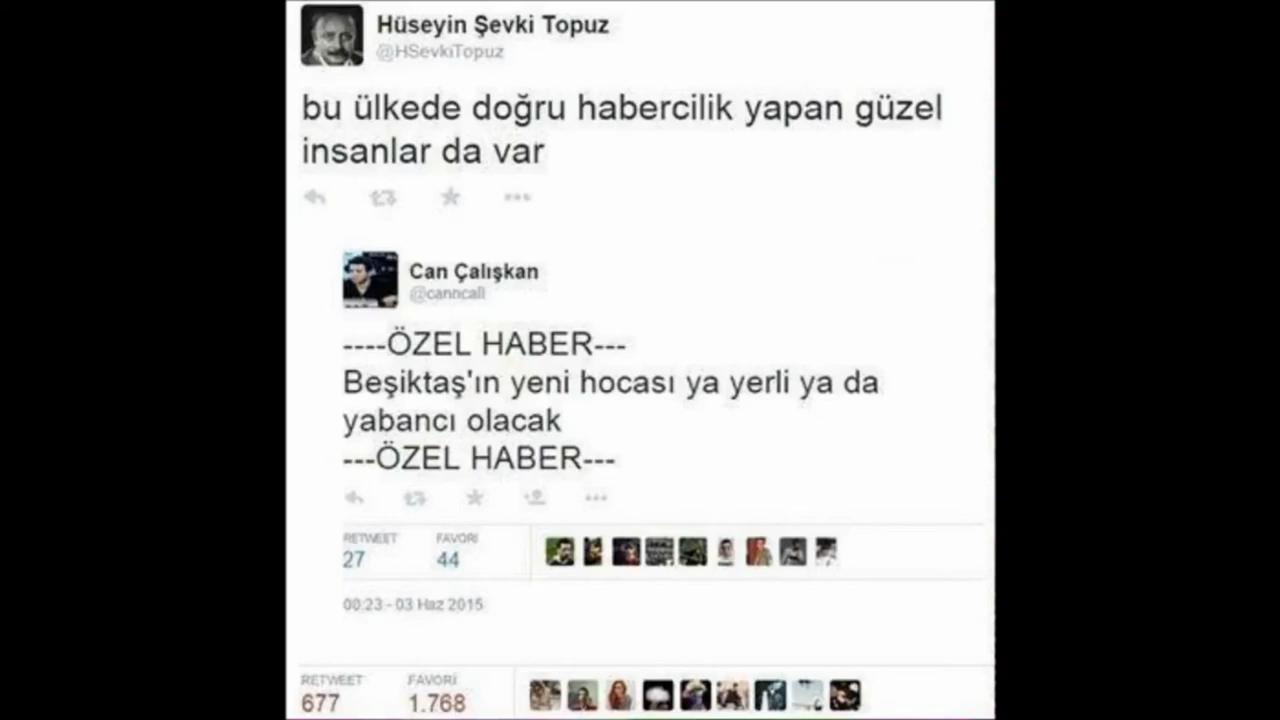 Hüseyin Şevki Topuz
@HSevkiTopuz
bu ülkede doğru habercilik yapan güzel
insanlar da var
Can Çalışkan
@canncall
----ÖZEL HABER---
Beşiktaş'ın yeni hocası ya yerli ya da
yabancı olacak
---ÖZEL HABER---
RETWEET FAVORİ
27 44
00:23 - 03 Haz 2015
RETWEET FAVORİ
677 1.768